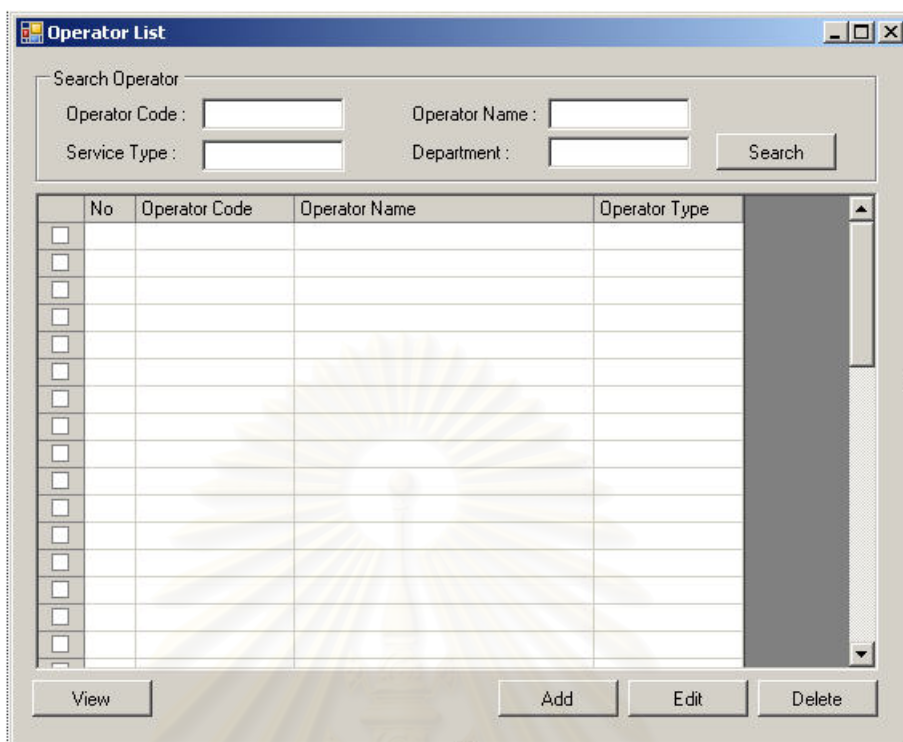 Operator List
Search Operator
Operator Code : Operator Name :
Service Type : Department : Search
No Operator Code Operator Name Operator Type
View Add Edit Delete